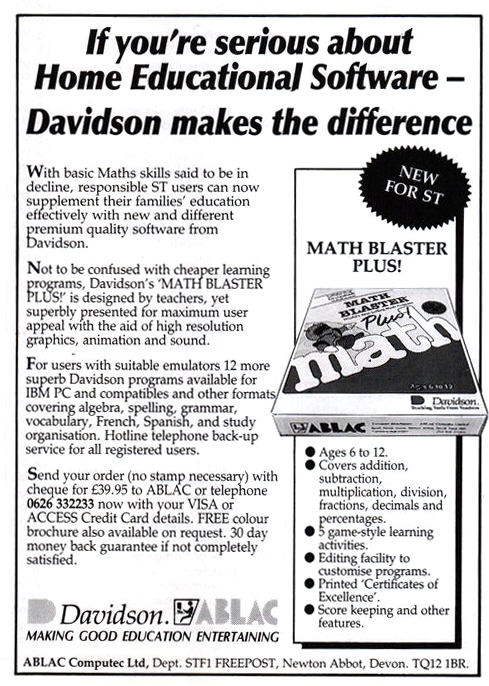 If you're serious about
Home Educational Software –
Davidson makes the difference
With basic Maths skills said to be in
decline, responsible ST users can now
supplement their families' education
effectively with new and different
premium quality software from
Davidson.
Not to be confused with cheaper learning
programs, Davidson's 'MATH BLASTER
PLUS!' is designed by teachers, yet
superbly presented for maximum user
appeal with the aid of high resolution
graphics, animation and sound.
For users with suitable emulators 12 more
superb Davidson programs available for
IBM PC and compatibles and other formats
covering algebra, spelling, grammar,
vocabulary, French, Spanish, and study
organisation. Hotline telephone back-up
service for all registered users.
Send your order (no stamp necessary) with
cheque for £39.95 to ABLAC or telephone
0626 332233 now with your VISA or
ACCESS Credit Card details. FREE colour
brochure also available on request. 30 day
money back guarantee if not completely
satisfied.
NEW
FOR ST
MATH BLASTER
PLUS!
MATH
BLASTER
Plus!
math
Ages 6 to 12
Davidson.
ABLAC
● Ages 6 to 12.
● Covers addition,
subtraction,
multiplication, division,
fractions, decimals and
percentages.
● 5 game-style learning
activities.
● Editing facility to
customise programs.
● Printed 'Certificates of
Excellence'.
● Score keeping and other
features.
Davidson. ABLAC
MAKING GOOD EDUCATION ENTERTAINING
ABLAC Computec Ltd, Dept. STF1 FREEPOST, Newton Abbot, Devon. TQ12 1BR.